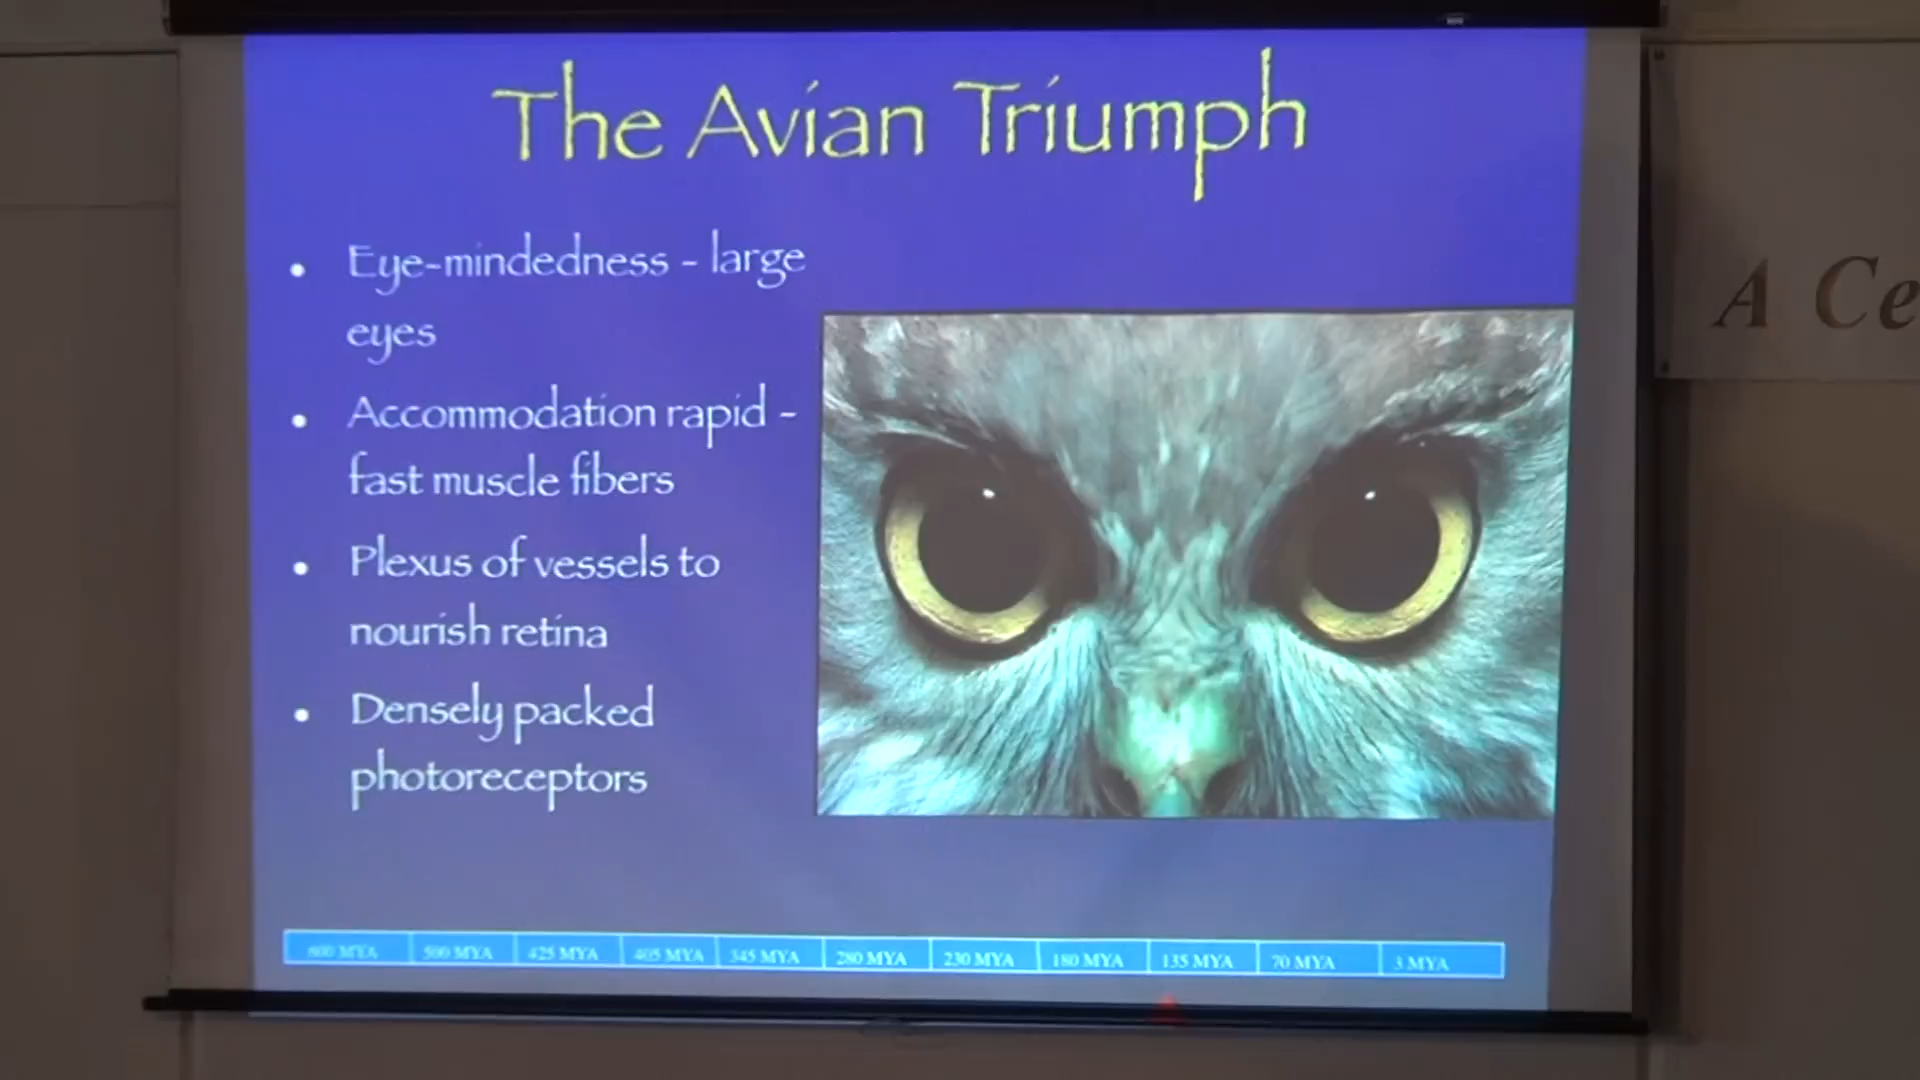 The Avian Triumph
• Eye-mindedness - large
eyes
• Accommodation rapid -
fast muscle fibers
• Plexus of vessels to
nourish retina
• Densely packed
photoreceptors
600 MYA 500 MYA 425 MYA 405 MYA 345 MYA 280 MYA 230 MYA 180 MYA 135 MYA 70 MYA 3 MYA
A Ce